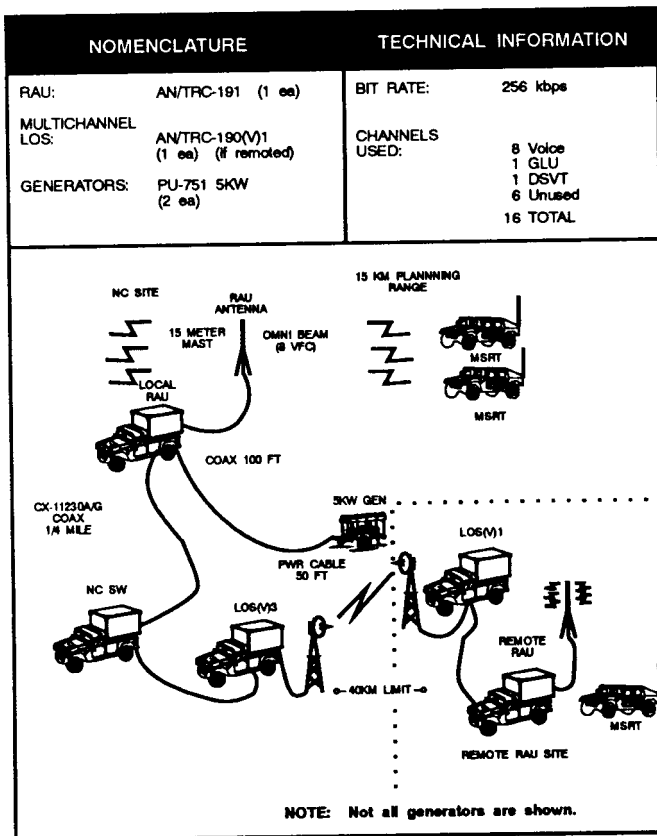 NOMENCLATURE
TECHNICAL INFORMATION
RAU: AN/TRC-191 (1 ea)
MULTICHANNEL
LOS: AN/TRC-190(V)1
(1 ea) (if remoted)
GENERATORS: PU-751 5KW
(2 ea)
BIT RATE: 256 kbps
CHANNELS
USED: 8 Voice
1 GLU
1 DSVT
6 Unused
16 TOTAL
NC SITE
RAU
ANTENNA
15 METER
MAST
OMNI BEAM
(8 VFC)
15 KM PLANNNING
RANGE
MSRT
MSRT
LOCAL
RAU
COAX 100 FT
CX-11230A/G
COAX
1/4 MILE
5KW GEN
PWR CABLE
50 FT
NC SW
LOS(V)3
40KM LIMIT
LOS(V)1
REMOTE
RAU
MSRT
REMOTE RAU SITE
NOTE: Not all generators are shown.